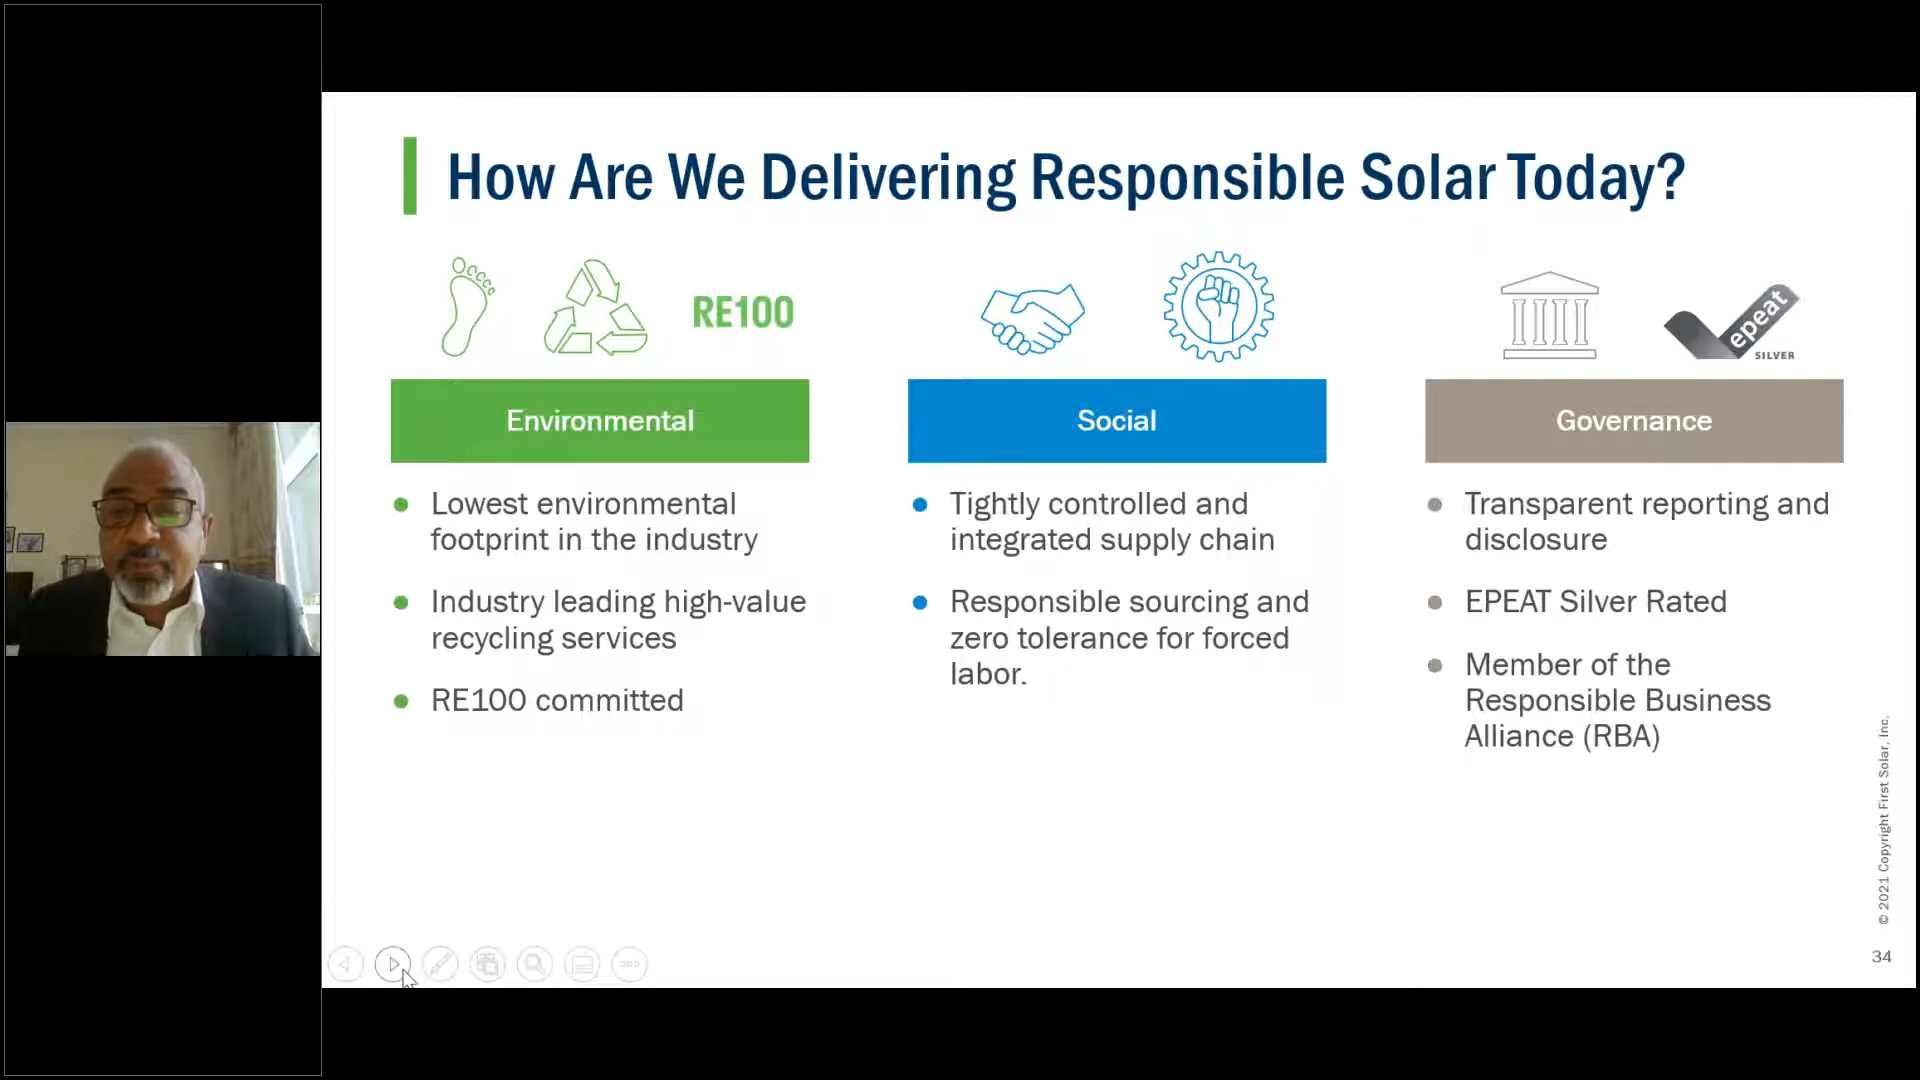 How Are We Delivering Responsible Solar Today?
RE100
epeat
SILVER
Environmental
Social
Governance
Lowest environmental
footprint in the industry
Industry leading high-value
recycling services
RE100 committed
Tightly controlled and
integrated supply chain
Responsible sourcing and
zero tolerance for forced
labor.
Transparent reporting and
disclosure
EPEAT Silver Rated
Member of the
Responsible Business
Alliance (RBA)
© 2021 Copyright First Solar, Inc.
34